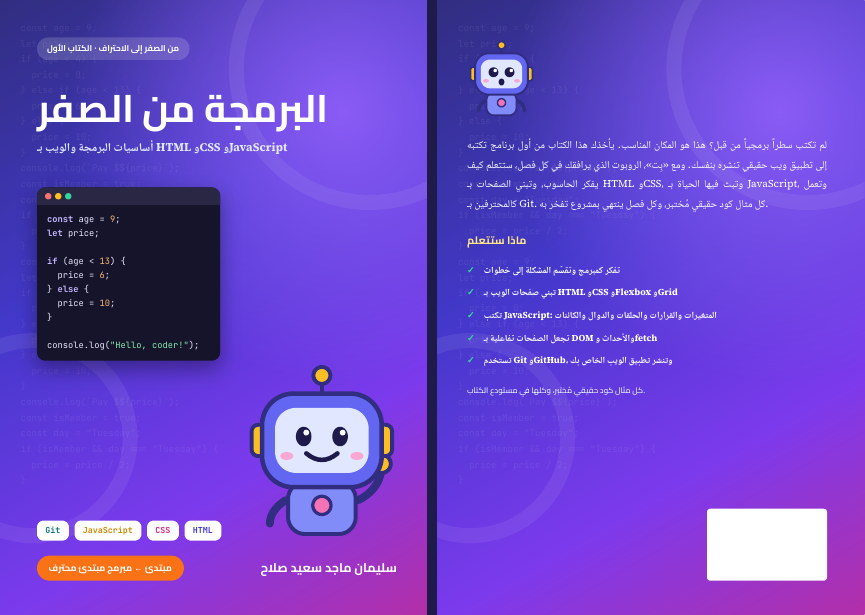 من الصفر إلى الاحتراف · الكتاب الأول
البرمجة من الصفر
أساسيات البرمجة والويب بـ HTML وCSS وJavaScript
const age = 9;
let price;
if (age < 13) {
price = 6;
} else {
price = 10;
}
console.log("Hello, coder!");
Git JavaScript CSS HTML
مبتدئ ← مبرمج مبتدئ محترف
سليمان ماجد سعيد صلاح
لم تكتب سطراً برمجياً من قبل؟ هذا هو المكان المناسب. يأخذك هذا الكتاب من أول برنامج تكتبه
إلى تطبيق ويب حقيقي تنشره بنفسك. ومع «بِت»، الروبوت الذي يرافقك في كل فصل، ستتعلم كيف
يفكر الحاسوب، وتبني الصفحات بـ HTML وCSS، وتبث فيها الحياة بـ JavaScript، وتعمل
كالمحترفين بـ Git. كل مثال كود حقيقي مُختبر، وكل فصل ينتهي بمشروع تفخر به.
ماذا ستتعلم
✓ تفكر كمبرمج وتقسّم المشكلة إلى خطوات
✓ تبني صفحات الويب بـ HTML وCSS وFlexbox وGrid
✓ تكتب JavaScript: المتغيرات والقرارات والحلقات والدوال والكائنات
✓ تجعل الصفحات تفاعلية بـ DOM والأحداث وfetch
✓ تستخدم Git وGitHub، وتنشر تطبيق الويب الخاص بك
كل مثال كود حقيقي مُختبر، وكلها في مستودع الكتاب.